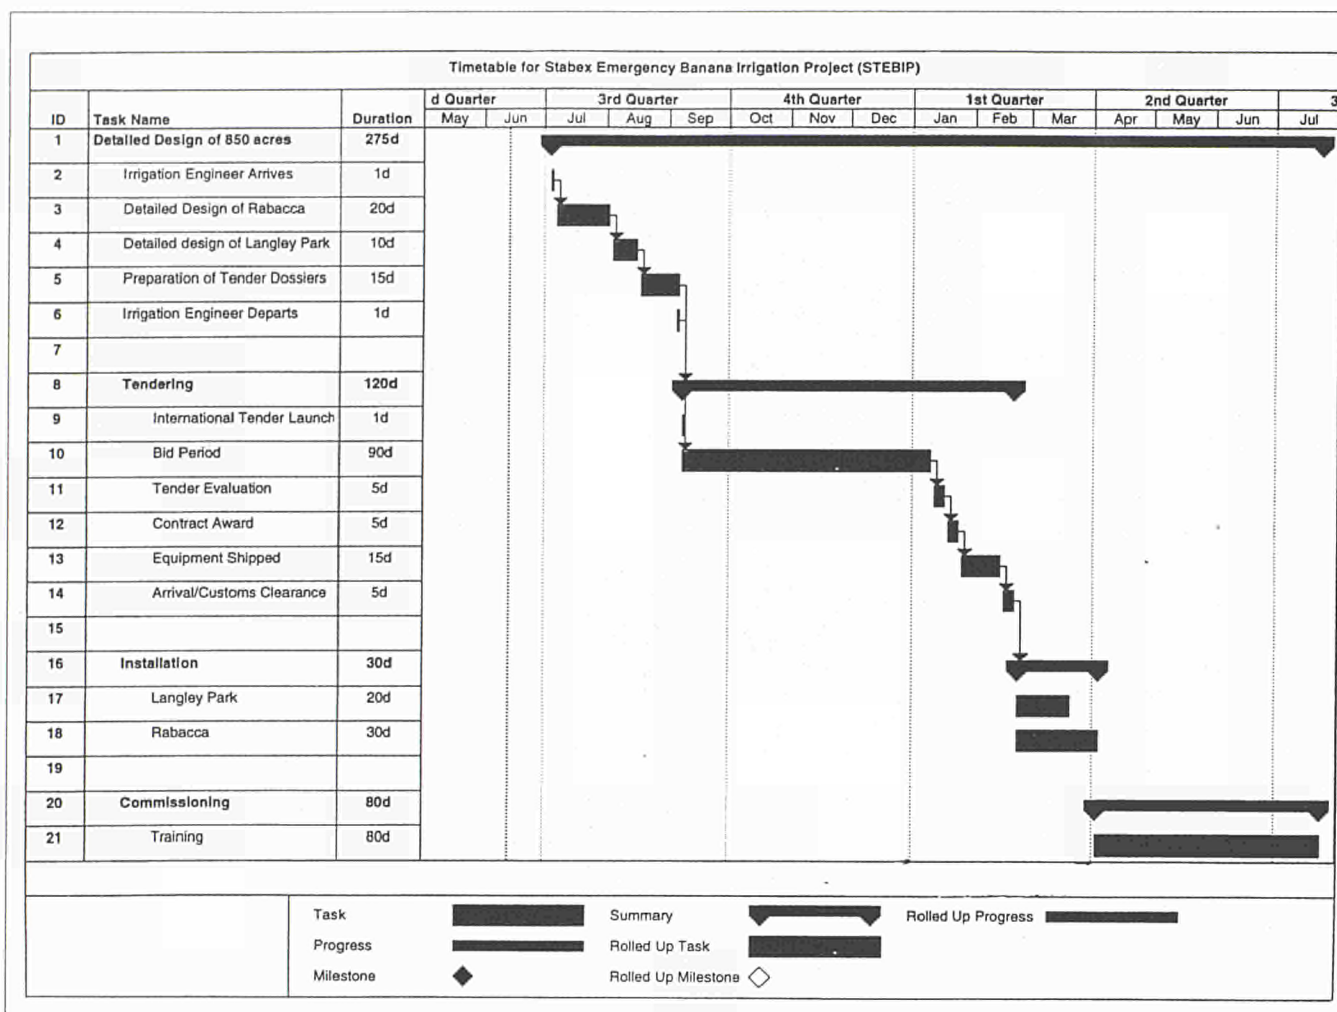 Timetable for Stabex Emergency Banana Irrigation Project (STEBIP)
d Quarter 3rd Quarter 4th Quarter 1st Quarter 2nd Quarter 3
ID Task Name Duration May Jun Jul Aug Sep Oct Nov Dec Jan Feb Mar Apr May Jun Jul
1 Detailed Design of 850 acres 275d
2 Irrigation Engineer Arrives 1d
3 Detailed Design of Rabacca 20d
4 Detailed design of Langley Park 10d
5 Preparation of Tender Dossiers 15d
6 Irrigation Engineer Departs 1d
7
8 Tendering 120d
9 International Tender Launch 1d
10 Bid Period 90d
11 Tender Evaluation 5d
12 Contract Award 5d
13 Equipment Shipped 15d
14 Arrival/Customs Clearance 5d
15
16 Installation 30d
17 Langley Park 20d
18 Rabacca 30d
19
20 Commissioning 80d
21 Training 80d
Task Summary Rolled Up Progress
Progress Rolled Up Task
Milestone Rolled Up Milestone